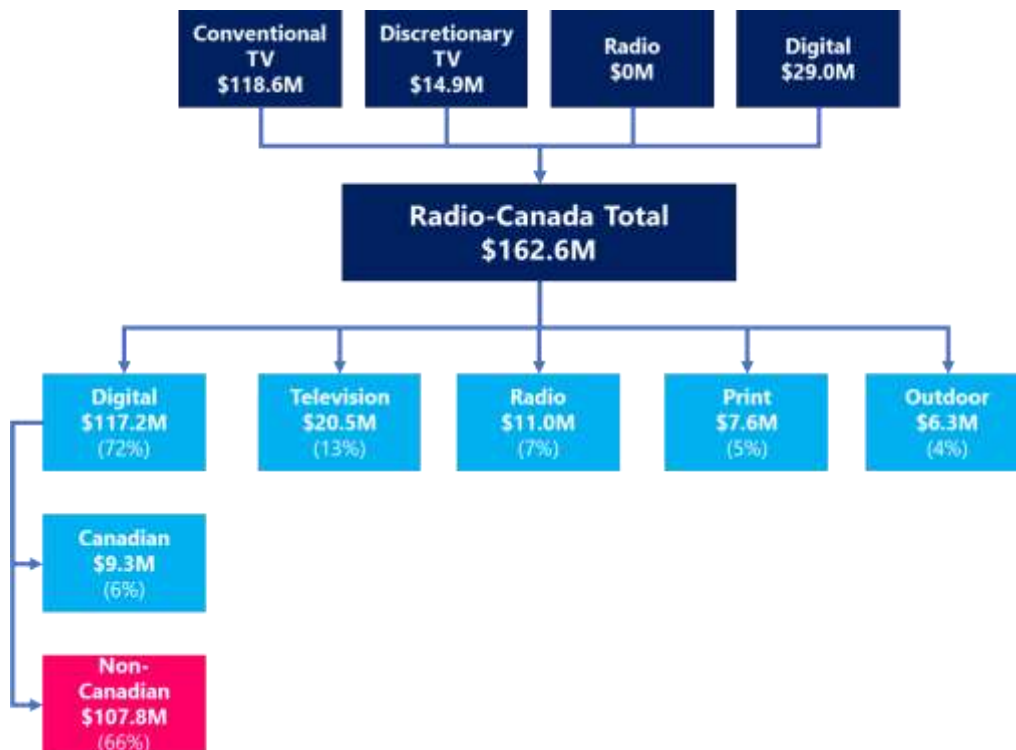 Conventional
TV
$118.6M
Discretionary
TV
$14.9M
Radio
$0M
Digital
$29.0M
Radio-Canada Total
$162.6M
Digital
$117.2M
(72%)
Television
$20.5M
(13%)
Radio
$11.0M
(7%)
Print
$7.6M
(5%)
Outdoor
$6.3M
(4%)
Canadian
$9.3M
(6%)
Non-
Canadian
$107.8M
(66%)